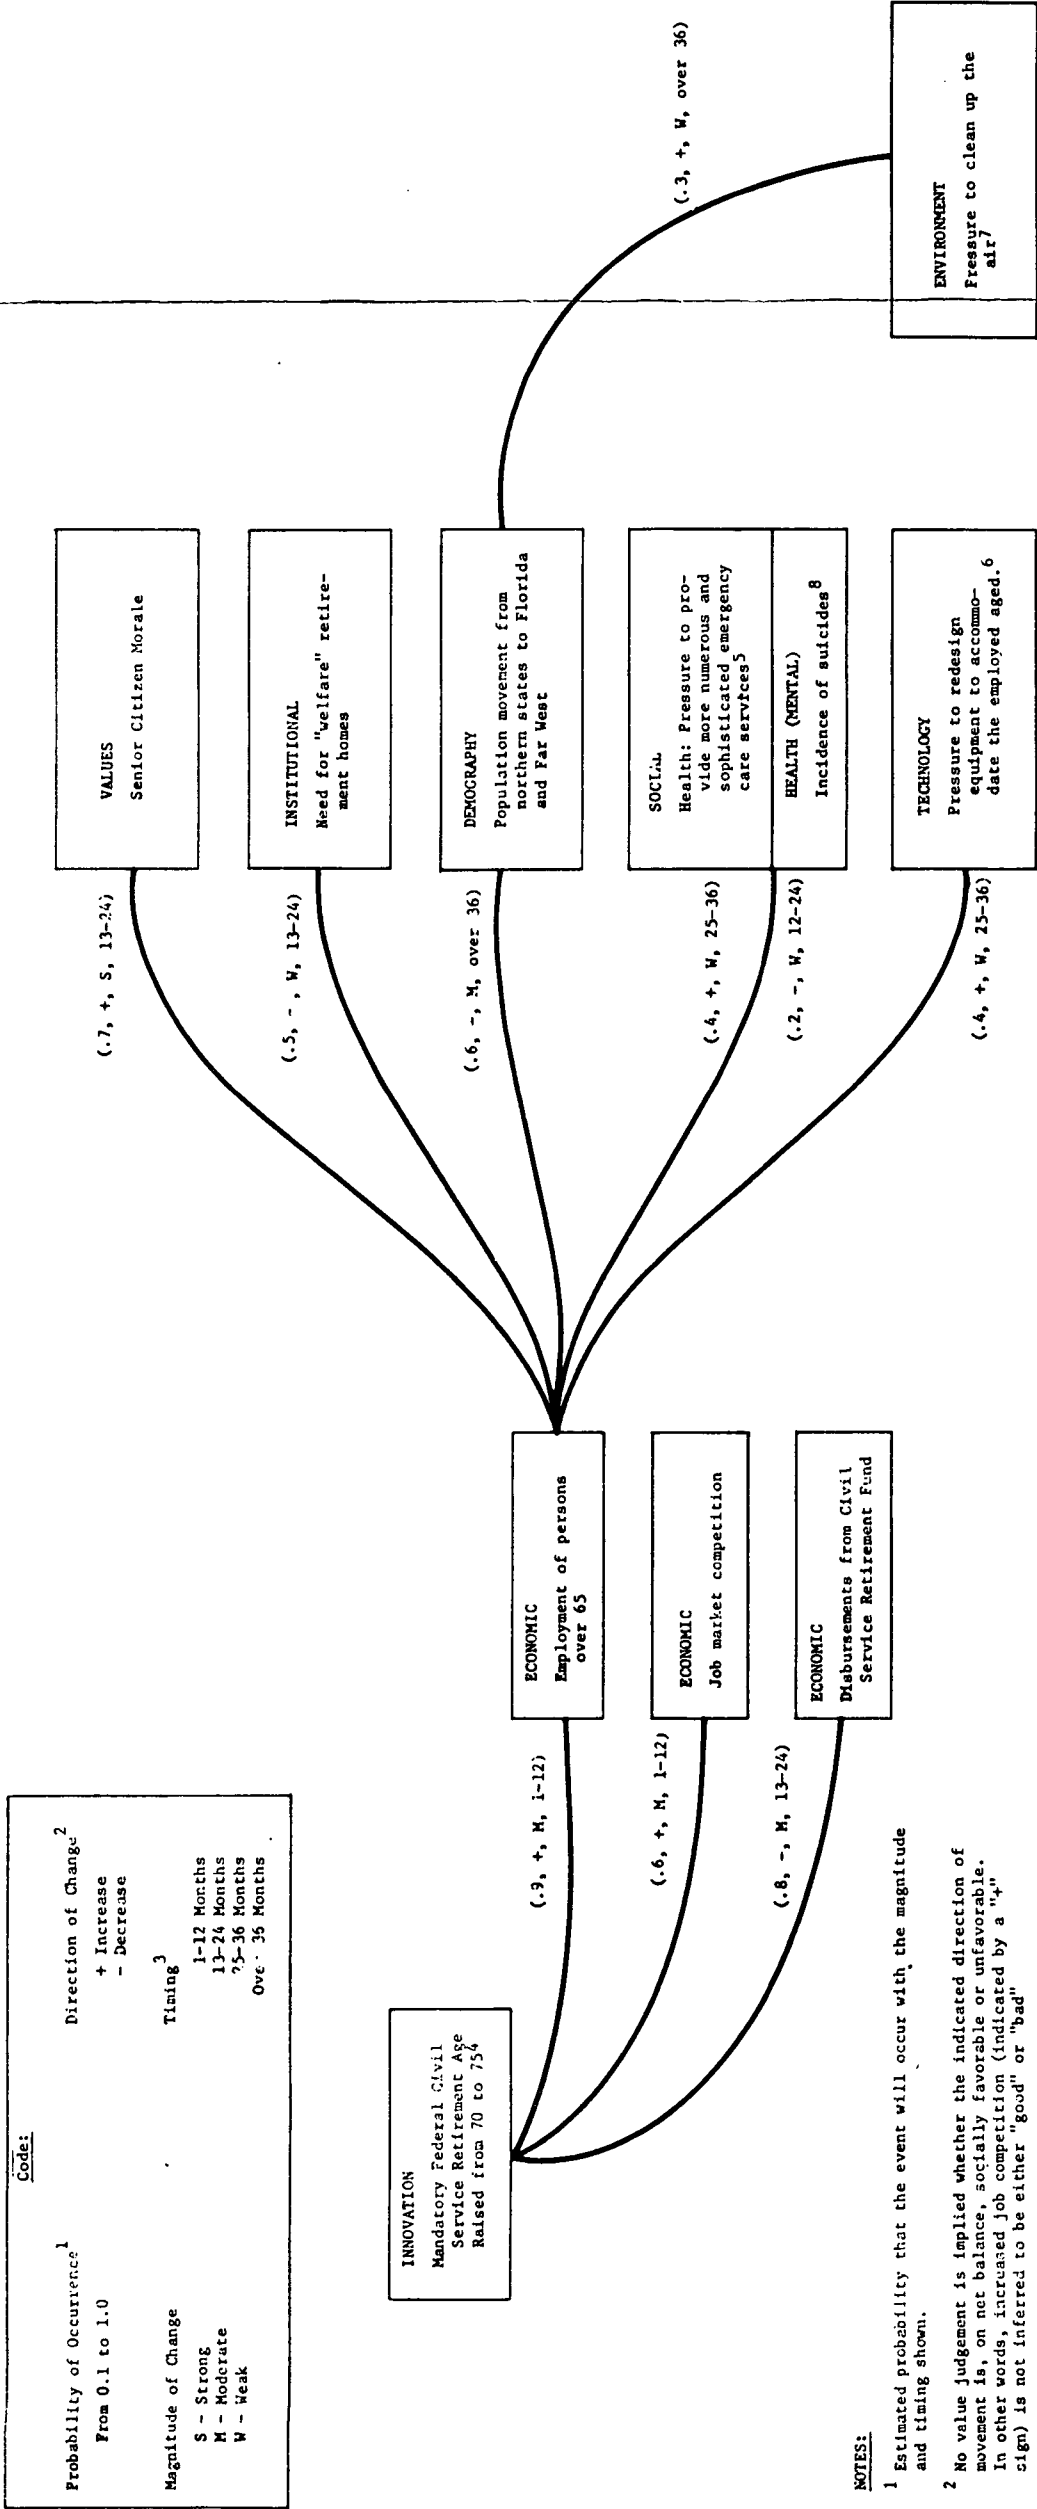 Code:
Probability of Occurrence1
From 0.1 to 1.0
Magnitude of Change
S - Strong
M - Moderate
W - Weak
Direction of Change2
+ Increase
- Decrease
Timing3
1-12 Months
13-24 Months
25-36 Months
Over 36 Months
INNOVATION
Mandatory Federal Civil
Service Retirement Age
Raised from 70 to 754
(.9, +, M, 1-12)
(.6, +, M, 1-12)
(.8, -, M, 13-24)
ECONOMIC
Employment of persons
over 65
ECONOMIC
Job market competition
ECONOMIC
Disbursements from Civil
Service Retirement Fund
(.7, +, S, 13-24)
(.5, - , W, 13-24)
(.6, -, M, over 36)
(.4, +, W, 25-36)
(.2, -, W, 12-24)
(.4, +, W, 25-36)
VALUES
Senior Citizen Morale
INSTITUTIONAL
Need for "welfare" retire-
ment homes
DEMOGRAPHY
Population movement from
northern states to Florida
and Far West
SOCIAL
Health: Pressure to pro-
vide more numerous and
sophisticated emergency
care services5
HEALTH (MENTAL)
Incidence of suicides8
TECHNOLOGY
Pressure to redesign
equipment to accommo-
date the employed aged.6
(.3, +, W, over 36)
ENVIRONMENT
Pressure to clean up the
air7
NOTES:
1 Estimated probability that the event will occur with the magnitude
and timing shown.
2 No value judgement is implied whether the indicated direction of
movement is, on net balance, socially favorable or unfavorable.
In other words, increased job competition (indicated by a "+"
sign) is not inferred to be either "good" or "bad"